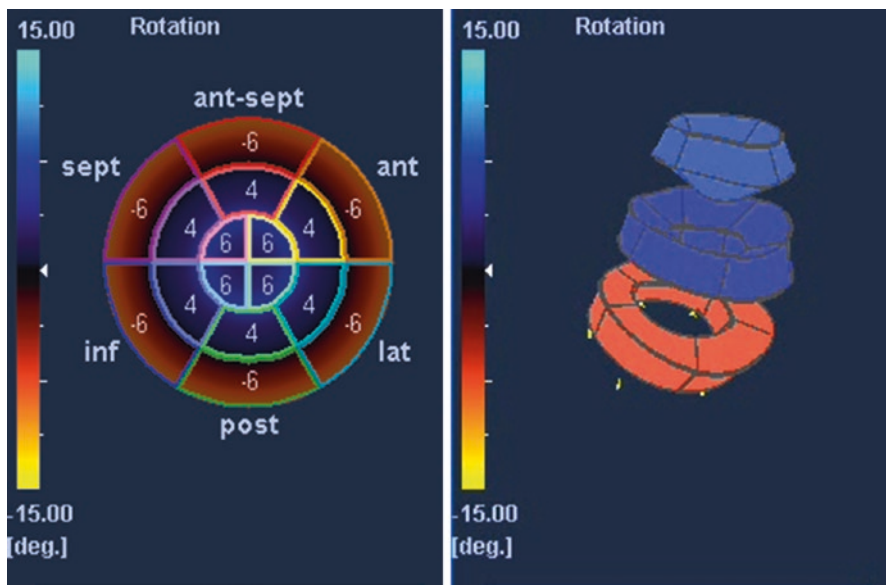 15.00 Rotation
ant-sept
-6
sept
ant
-6
4
-6
4
4
6 6
6 6
4
4
-6
4
-6
inf
lat
-6
post
-15.00
[deg.]
15.00 Rotation
-15.00
[deg.]